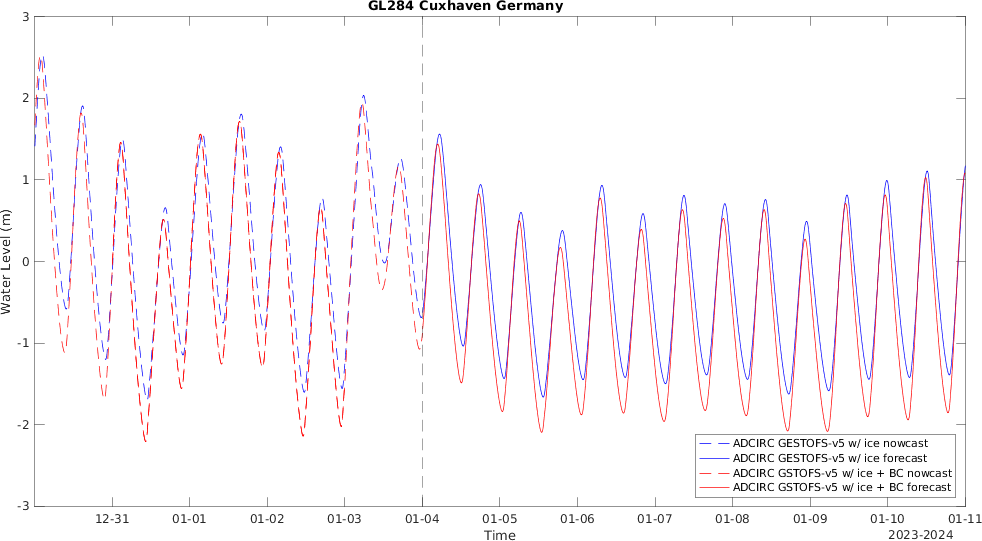 GL284 Cuxhaven Germany
3
2
1
0
-1
-2
-3
Water Level (m)
ADCIRC GESTOFS-v5 w/ ice nowcast
ADCIRC GESTOFS-v5 w/ ice forecast
ADCIRC GSTOFS-v5 w/ ice + BC nowcast
ADCIRC GSTOFS-v5 w/ ice + BC forecast
12-31 01-01 01-02 01-03 01-04 01-05 01-06 01-07 01-08 01-09 01-10 01-11
Time
2023-2024